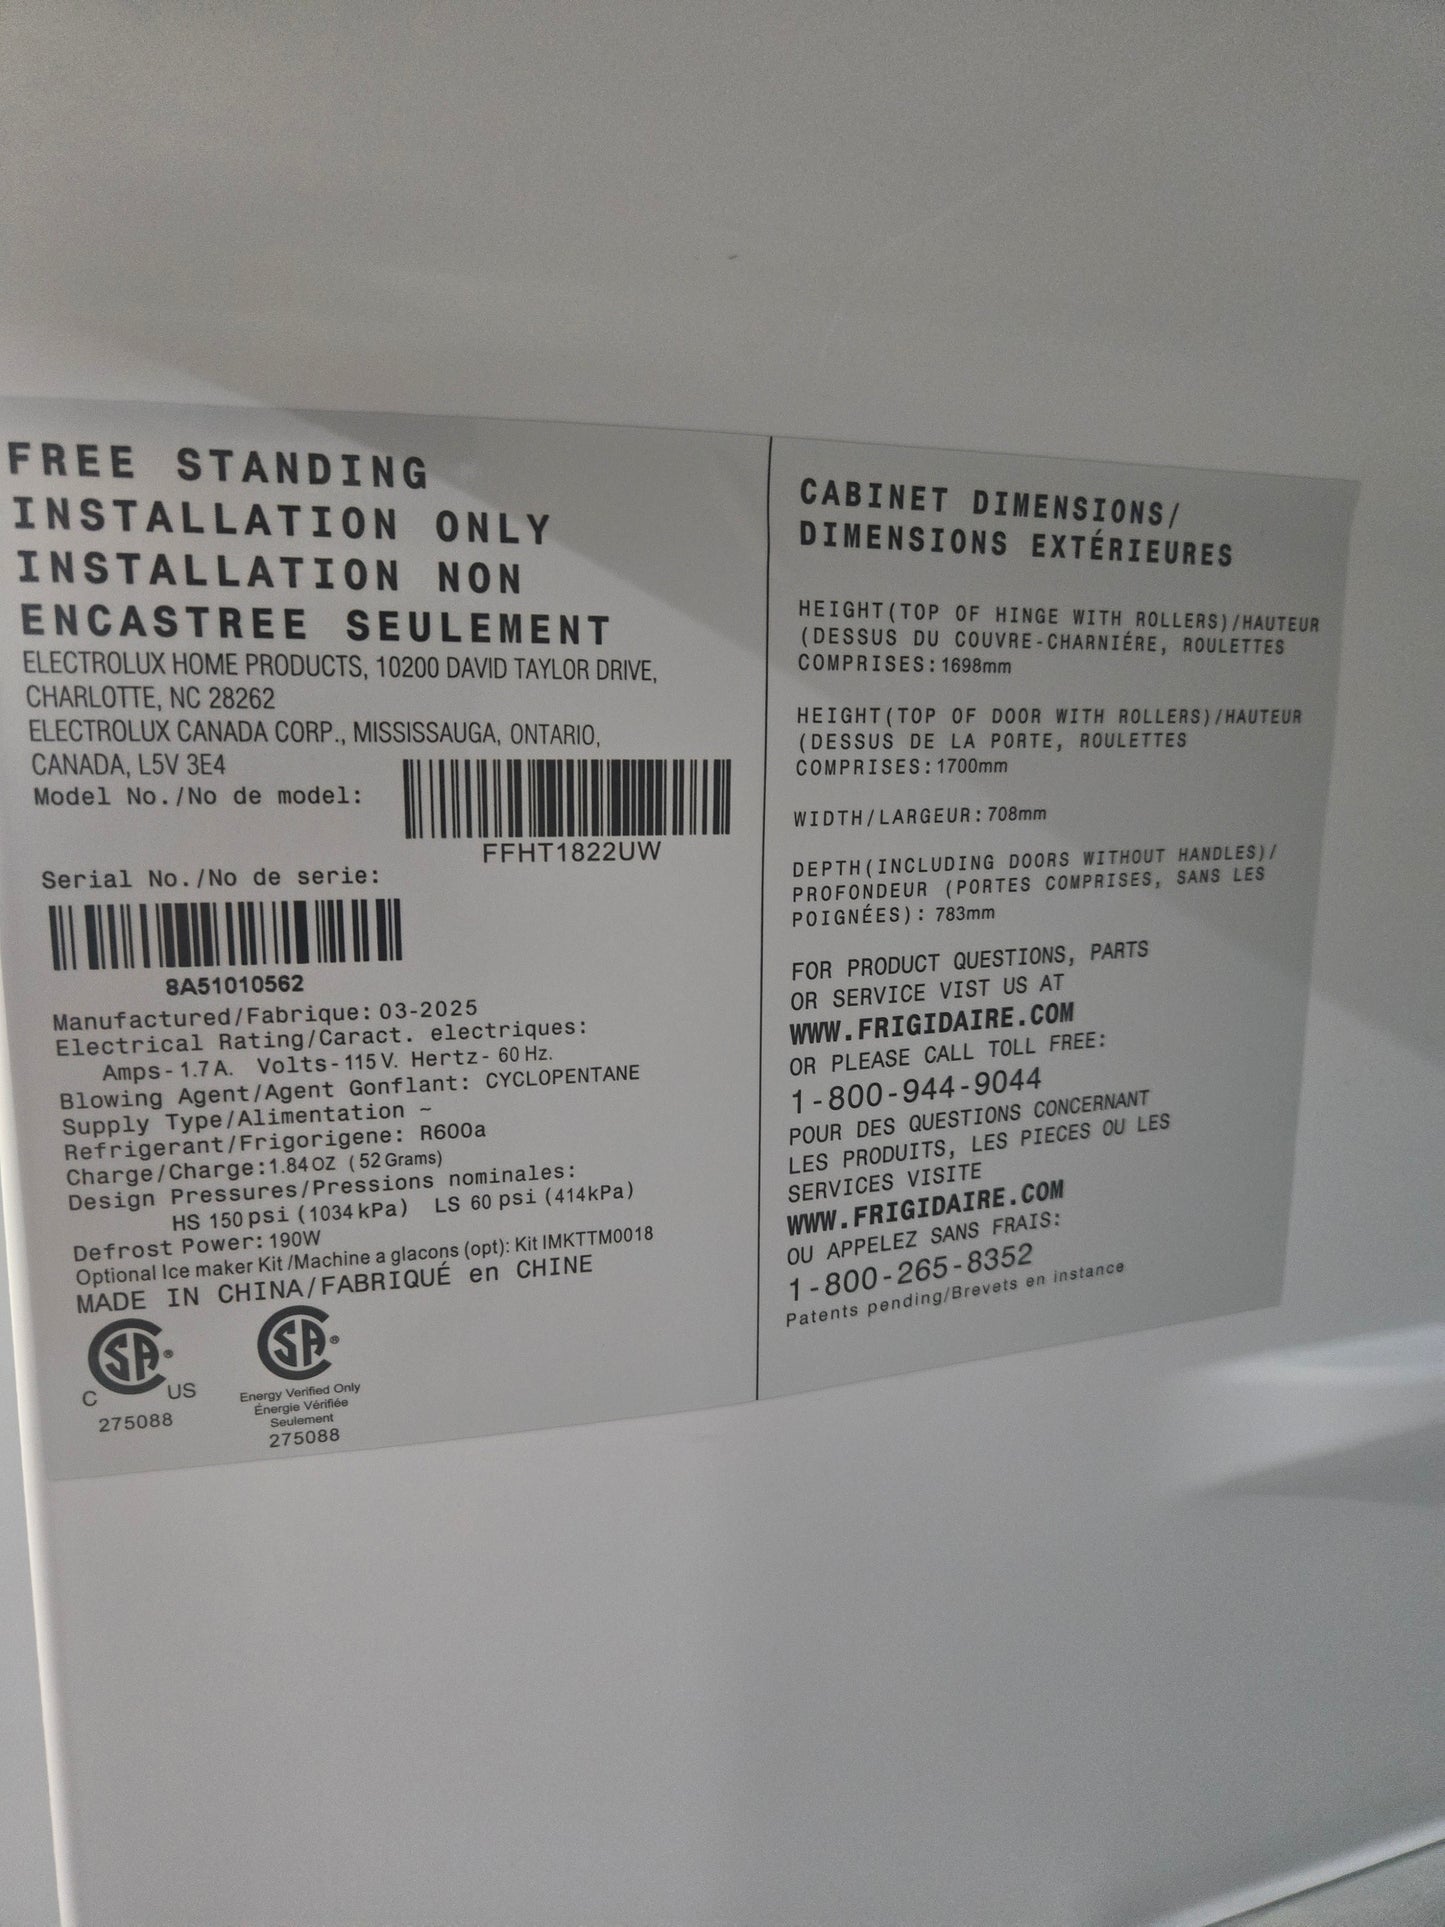 FREE STANDING
INSTALLATION ONLY
INSTALLATION NON
ENCASTREE SEULEMENT
ELECTROLUX HOME PRODUCTS, 10200 DAVID TAYLOR DRIVE,
CHARLOTTE, NC 28262
ELECTROLUX CANADA CORP., MISSISSAUGA, ONTARIO,
CANADA, L5V 3E4
Model No./No de model:
FFHT1822UW
Serial No./No de serie:
8A51010562
Manufactured/Fabrique: 03-2025
Electrical Rating/Caract. electriques:
Amps- 1.7 A. Volts- 115 V. Hertz- 60 Hz.
Blowing Agent/Agent Gonflant: CYCLOPENTANE
Supply Type/Alimentation ~
Refrigerant/Frigorigene: R600a
Charge/Charge:1.84OZ (52 Grams)
Design Pressures/Pressions nominales:
HS 150 psi (1034 kPa) LS 60 psi (414kPa)
Defrost Power: 190W
Optional Ice maker Kit /Machine a glacons (opt): Kit IMKTTM0018
MADE IN CHINA/FABRIQUÉ en CHINE
SA®
C US
275088
SA®
Energy Verified Only
Énergie Vérifiée
Seulement
275088
CABINET DIMENSIONS/
DIMENSIONS EXTÉRIEURES
HEIGHT(TOP OF HINGE WITH ROLLERS)/HAUTEUR
(DESSUS DU COUVRE-CHARNIÉRE, ROULETTES
COMPRISES:1698mm
HEIGHT(TOP OF DOOR WITH ROLLERS)/HAUTEUR
(DESSUS DE LA PORTE, ROULETTES
COMPRISES:1700mm
WIDTH/LARGEUR:708mm
DEPTH(INCLUDING DOORS WITHOUT HANDLES)/
PROFONDEUR (PORTES COMPRISES, SANS LES
POIGNÉES): 783mm
FOR PRODUCT QUESTIONS, PARTS
OR SERVICE VIST US AT
WWW.FRIGIDAIRE.COM
OR PLEASE CALL TOLL FREE:
1-800-944-9044
POUR DES QUESTIONS CONCERNANT
LES PRODUITS, LES PIECES OU LES
SERVICES VISITE
WWW.FRIGIDAIRE.COM
OU APPELEZ SANS FRAIS:
1-800-265-8352
Patents pending/Brevets en instance